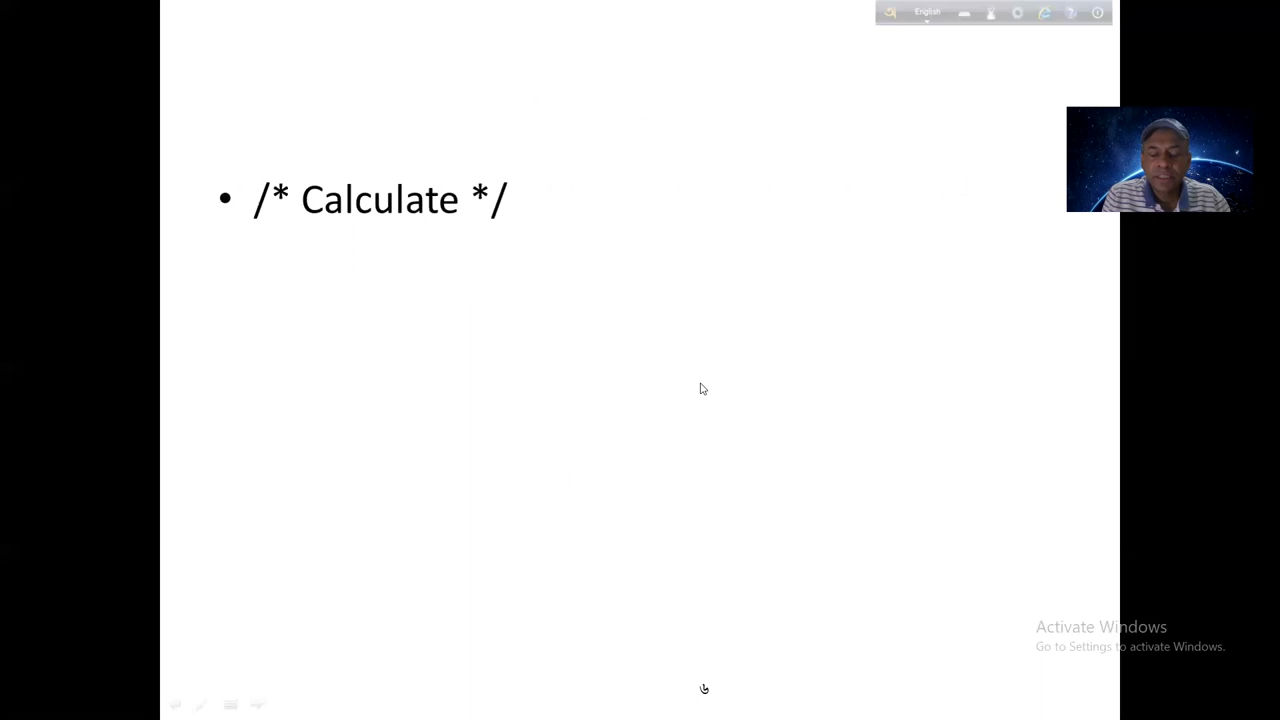 English
• /* Calculate */
Activate Windows
Go to Settings to activate Windows.